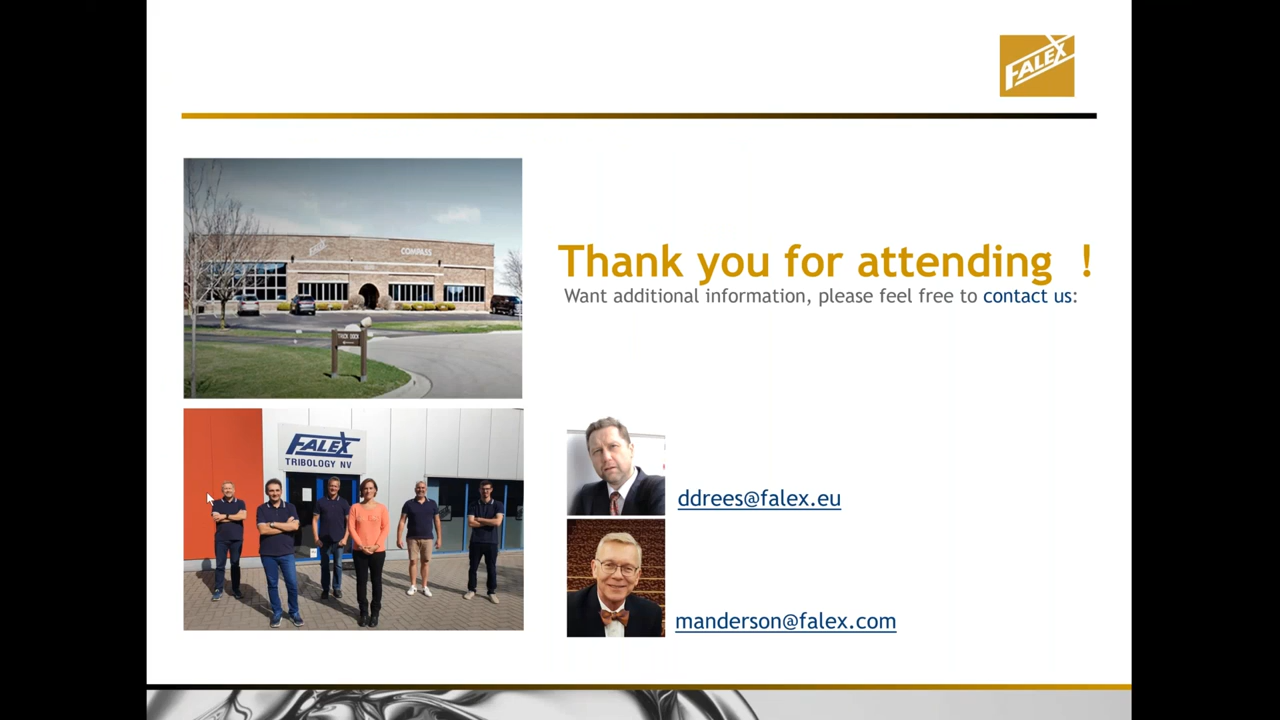 FALEX
Thank you for attending !
Want additional information, please feel free to contact us:
FALEX
COMPASS
FALEX
TRIBOLOGY NV
ddrees@falex.eu
manderson@falex.com